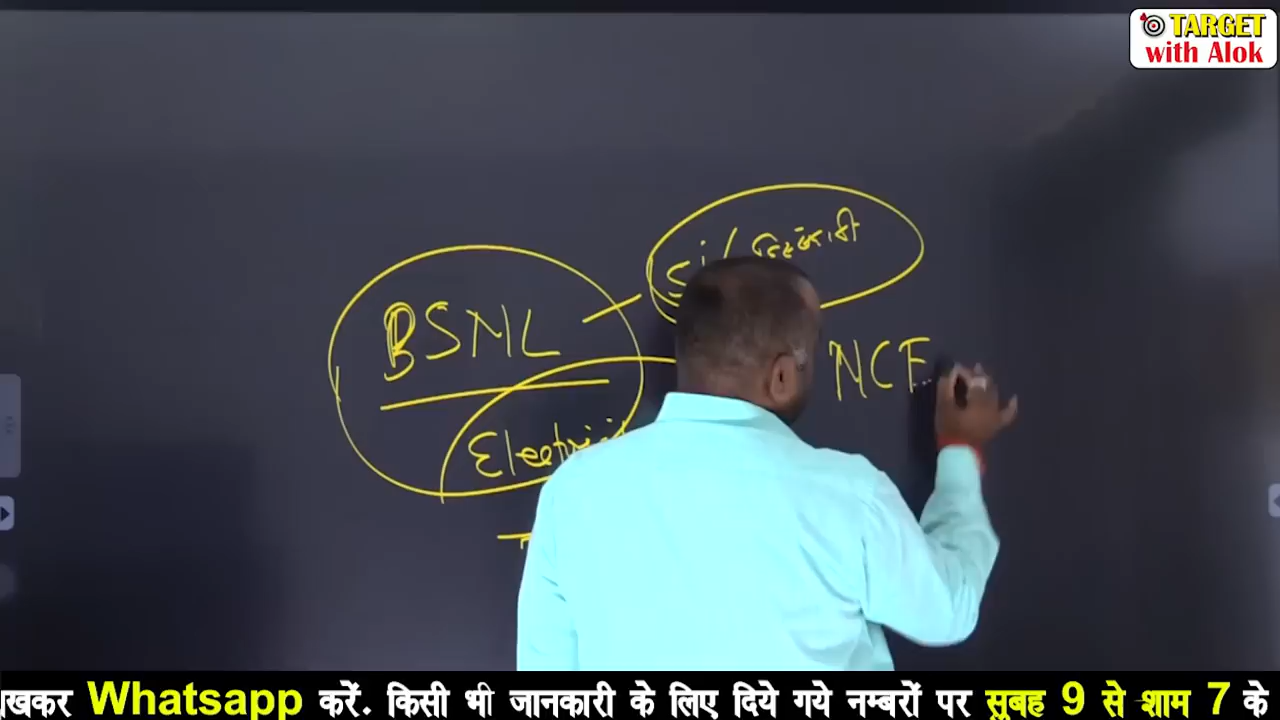 TARGET
with Alok
BSNL
NCF
खकर Whatsapp करें. किसी भी जानकारी के लिए दिये गये नम्बरों पर सुबह 9 से शाम 7 के